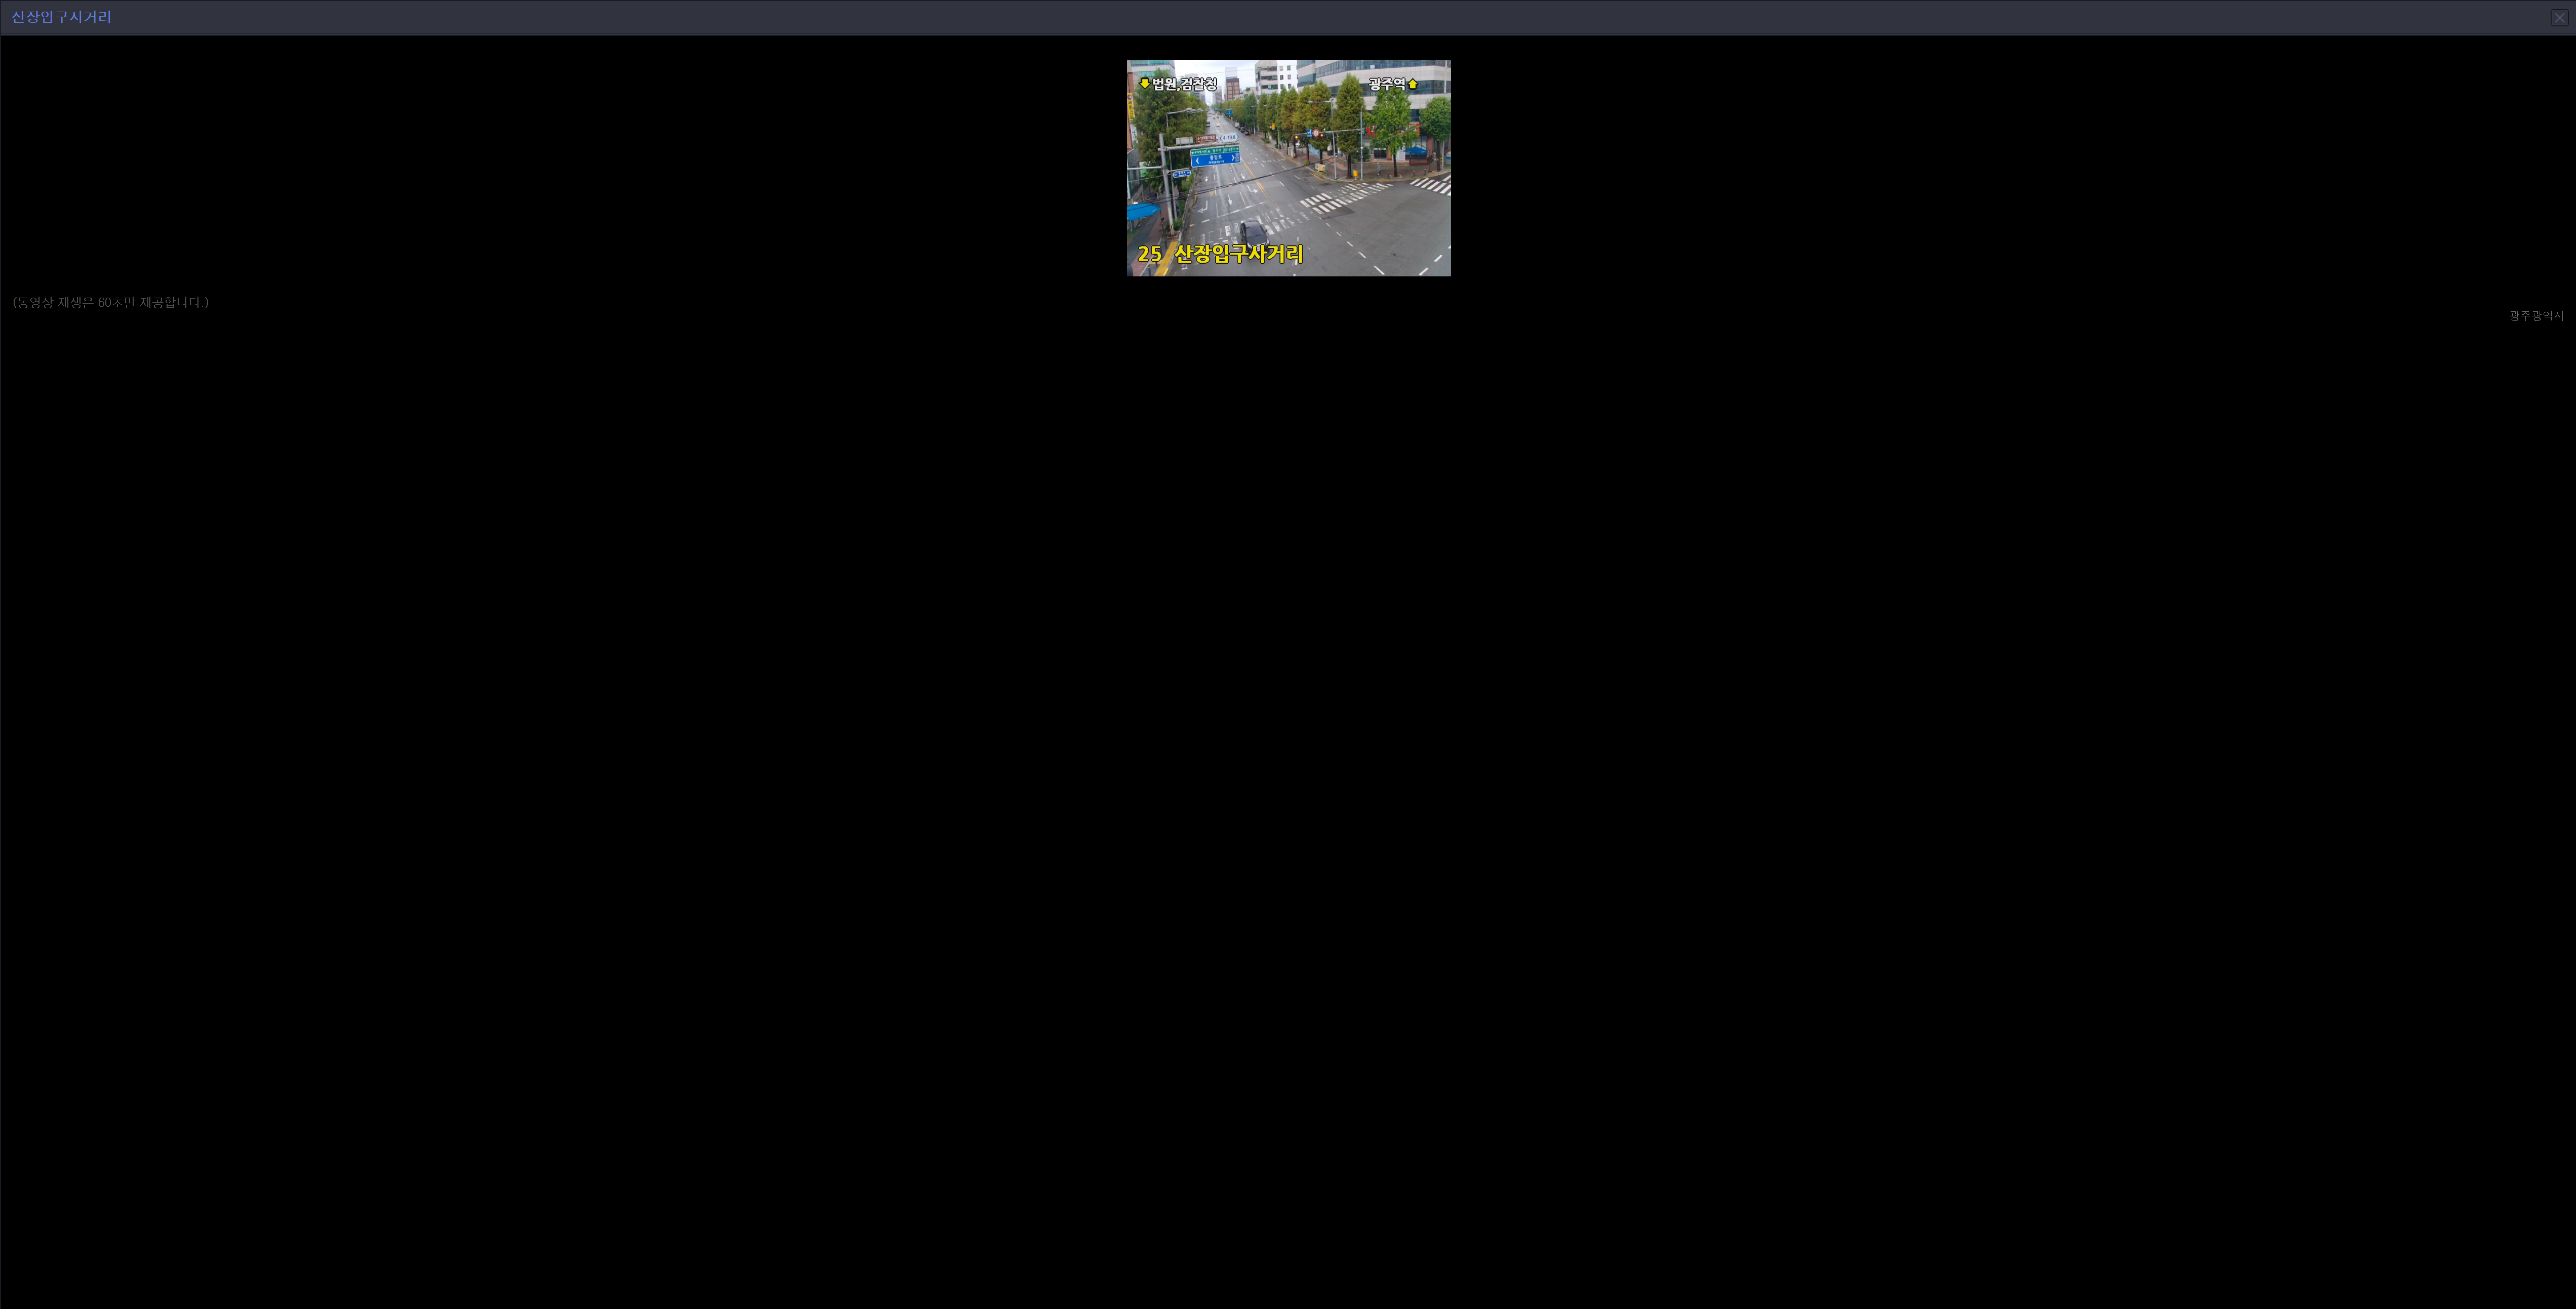 산장입구사거리
법원,검찰청
광주역
25 산장입구사거리
(동영상 재생은 60초만 제공합니다.)
광주광역시